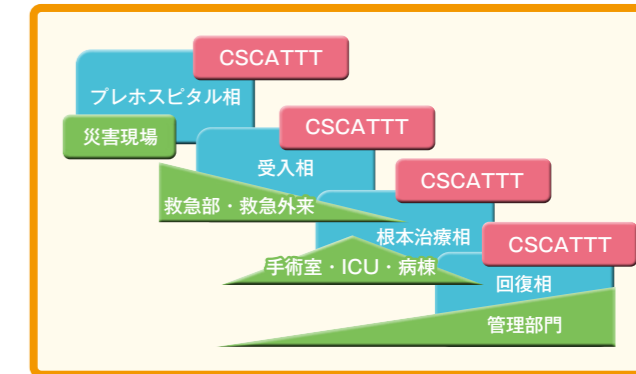 CSCATTT
プレホスピタル相
災害現場
CSCATTT
受入相
救急部・救急外来
CSCATTT
根本治療相
手術室・ICU・病棟
CSCATTT
回復相
管理部門